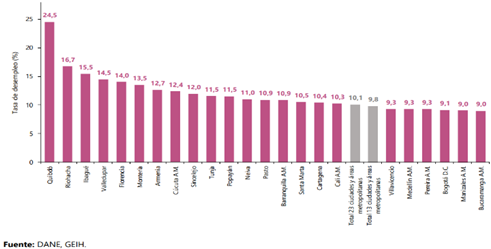 Tasa de desempleo (%)
25
20
15
10
5
0
24,5
16,7
15,5
14,5
14,0
13,5
12,7
12,4
12,0
11,5
11,5
11,0
10,9
10,9
10,5
10,4
10,3
10,1
9,8
9,3
9,3
9,3
9,1
9,0
9,0
Quibdó
Riohacha
Ibagué
Valledupar
Florencia
Montería
Armenia
Cúcuta A.M.
Sincelejo
Tunja
Popayán
Neiva
Pasto
Barranquilla A.M.
Santa Marta
Cartagena
Cali A.M.
Total 23 ciudades y áreas
metropolitanas
Total 13 ciudades y áreas
metropolitanas
Villavicencio
Medellín A.M.
Pereira A.M.
Bogotá D.C.
Manizales A.M.
Bucaramanga A.M.
Fuente: DANE, GEIH.